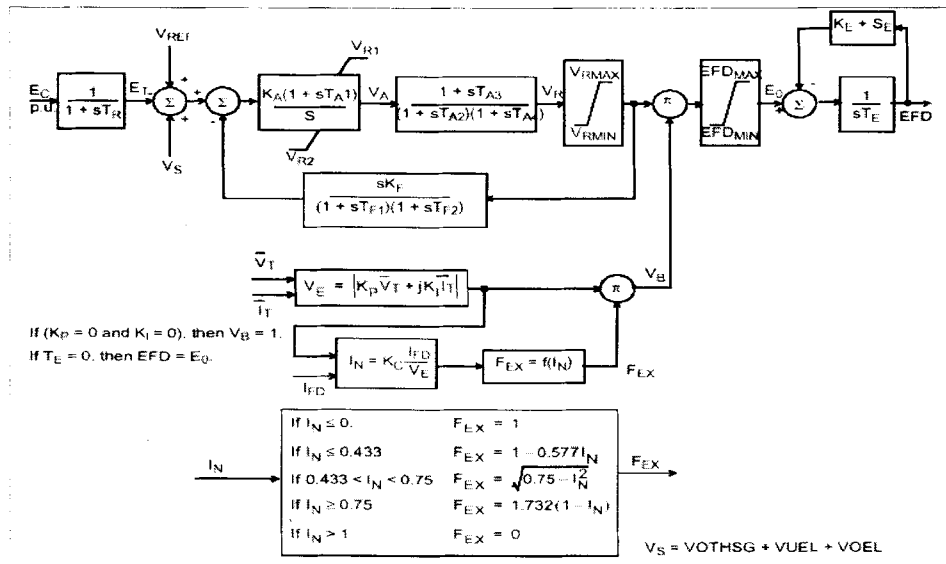 V_REF
K_E + S_E
V_R1
E_C
p.u.
1
1 + sT_R
E_T
Σ
Σ
K_A(1 + sT_A1)
S
V_A
1 + sT_A3
(1 + sT_A2)(1 + sT_A4)
V_R
V_RMAX
V_RMIN
π
EFD_MAX
EFD_MIN
E_0
Σ
1
sT_E
EFD
V_R2
V_S
sK_F
(1 + sT_F1)(1 + sT_F2)
V̅_T
I̅_T
V_E = |K_P V̅_T + jK_I I̅_T|
π
V_B
If (K_P = 0 and K_I = 0), then V_B = 1.
If T_E = 0, then EFD = E_0.
I_N = K_C I_FD / V_E
F_EX = f(I_N)
F_EX
I_FD
If I_N ≤ 0. F_EX = 1
If I_N ≤ 0.433 F_EX = 1 - 0.577I_N
If 0.433 < I_N < 0.75 F_EX = √(0.75 - I_N²)
If I_N ≥ 0.75 F_EX = 1.732(1 - I_N)
If I_N > 1 F_EX = 0
I_N
F_EX
V_S = VOTHSG + VUEL + VOEL